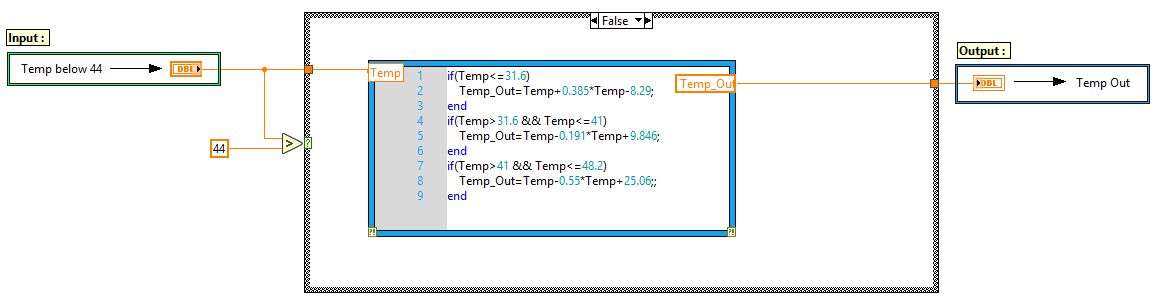 False
Input :
Output :
Temp below 44
DBL
Temp
1 if(Temp<=31.6)
2 Temp_Out=Temp+0.385*Temp-8.29;
3 end
4 if(Temp>31.6 && Temp<=41)
5 Temp_Out=Temp-0.191*Temp+9.846;
6 end
7 if(Temp>41 && Temp<=48.2)
8 Temp_Out=Temp-0.55*Temp+25.06;;
9 end
Temp_Out
DBL
Temp Out
44
>
?
?!
?!